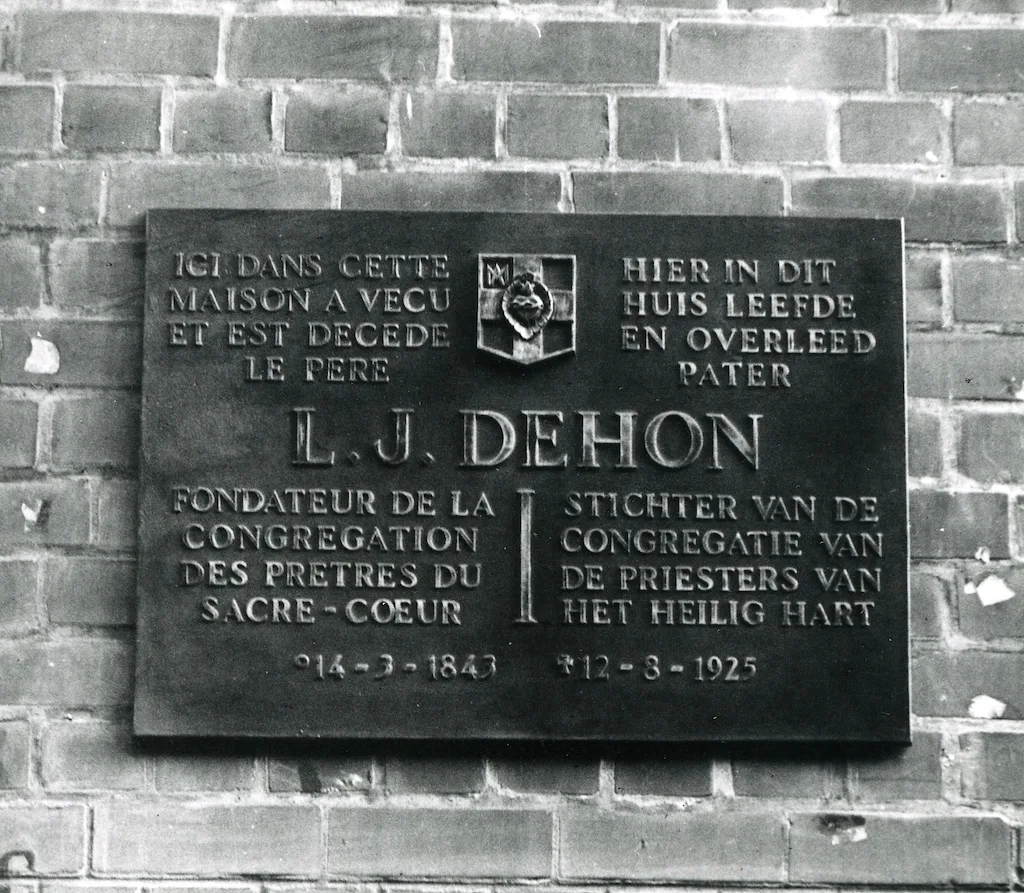 ICI DANS CETTE
MAISON A VECU
ET EST DECEDE
LE PERE
HIER IN DIT
HUIS LEEFDE
EN OVERLEED
PATER
L. J. DEHON
FONDATEUR DE LA
CONGREGATION
DES PRETRES DU
SACRE-CŒUR
STICHTER VAN DE
CONGREGATIE VAN
DE PRIESTERS VAN
HET HEILIG HART
°14-3-1843
✝12-8-1925